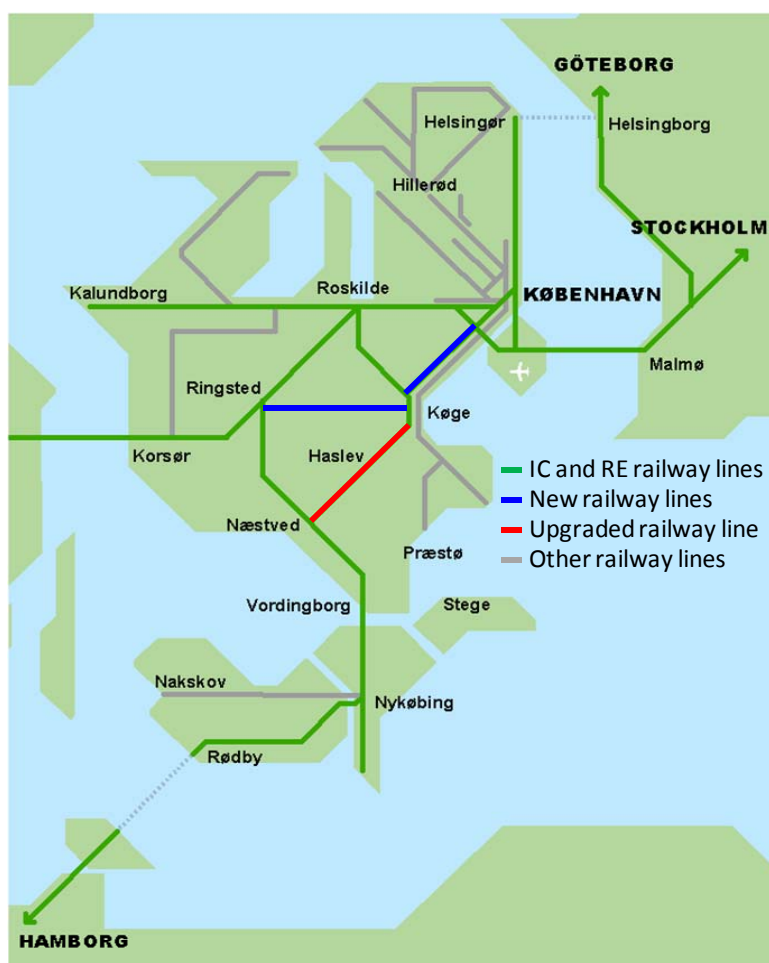 GÖTEBORG
Helsingør
Helsingborg
Hillerød
STOCKHOLM
Kalundborg
Roskilde
KØBENHAVN
Malmø
Ringsted
Køge
Korsør
Haslev
IC and RE railway lines
New railway lines
Næstved
Upgraded railway line
Præstø
Other railway lines
Vordingborg
Stege
Nakskov
Nykøbing
Rødby
HAMBORG